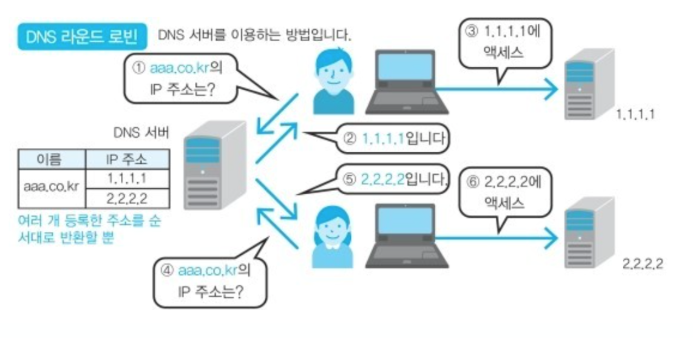 DNS 라운드 로빈
DNS 서버를 이용하는 방법입니다.
① aaa.co.kr의
IP 주소는?
③ 1.1.1.1에
액세스
1.1.1.1
② 1.1.1.1입니다
DNS 서버
이름 IP 주소
aaa.co.kr 1.1.1.1
2.2.2.2
여러 개 등록한 주소를 순
서대로 반환할 뿐
⑤ 2.2.2.2입니다.
⑥ 2.2.2.2에
액세스
④ aaa.co.kr의
IP 주소는?
2.2.2.2